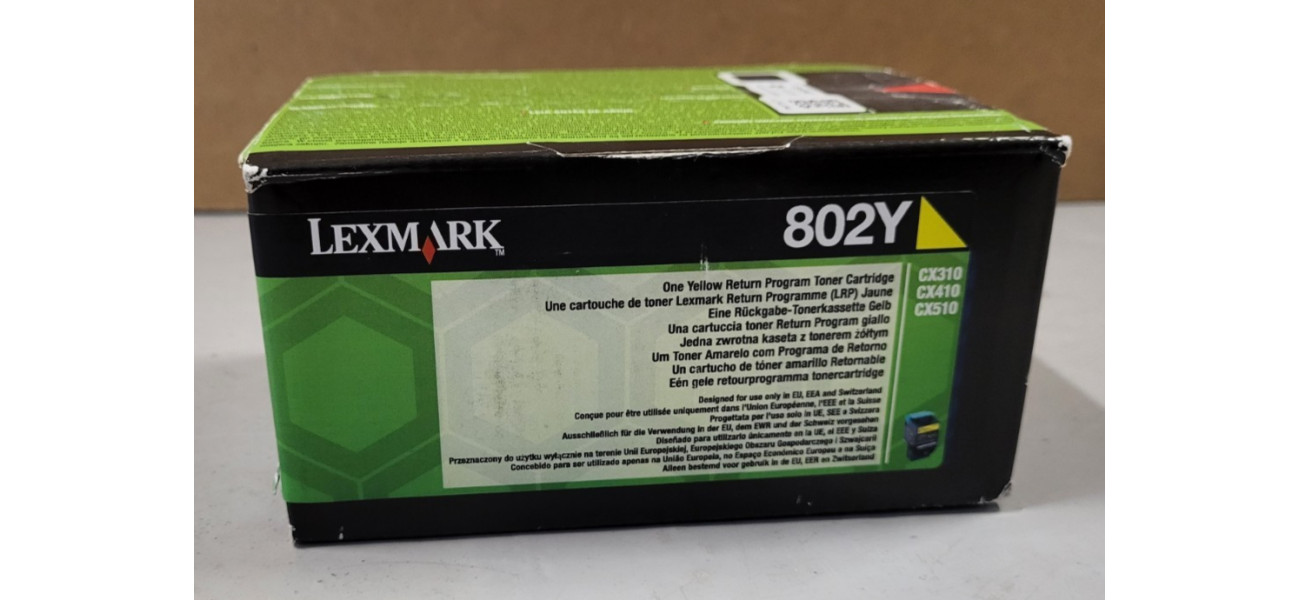 LEXMARK™
802Y
One Yellow Return Program Toner Cartridge
Une cartouche de toner Lexmark Return Programme (LRP) Jaune
Eine Rückgabe-Tonerkassette Gelb
Una cartuccia toner Return Program giallo
Jedna zwrotna kaseta z tonerem żółtym
Um Toner Amarelo com Programa de Retorno
Un cartucho de tóner amarillo Retornable
Eén gele retourprogramma tonercartridge
CX310
CX410
CX510
Designed for use only in EU, EEA and Switzerland
Conçue pour être utilisée uniquement dans l'Union Européenne, l'EEE et la Suisse
Progettata per l'uso solo in UE, SEE a Svizzera
Ausschließlich für die Verwendung in der EU, dem EWR und der Schweiz vorgesehen
Diseñado para utilizarlo únicamente en la UE, el EEE y Suiza
Przeznaczony do użytku wyłącznie na terenie Unii Europejskiej, Europejskiego Obszaru Gospodarczego i Szwajcarii
Concebido para ser utilizado apenas na União Europeia, no Espaço Económico Europeu e na Suíça
Alleen bestemd voor gebruik in de EU, EER en Zwitserland